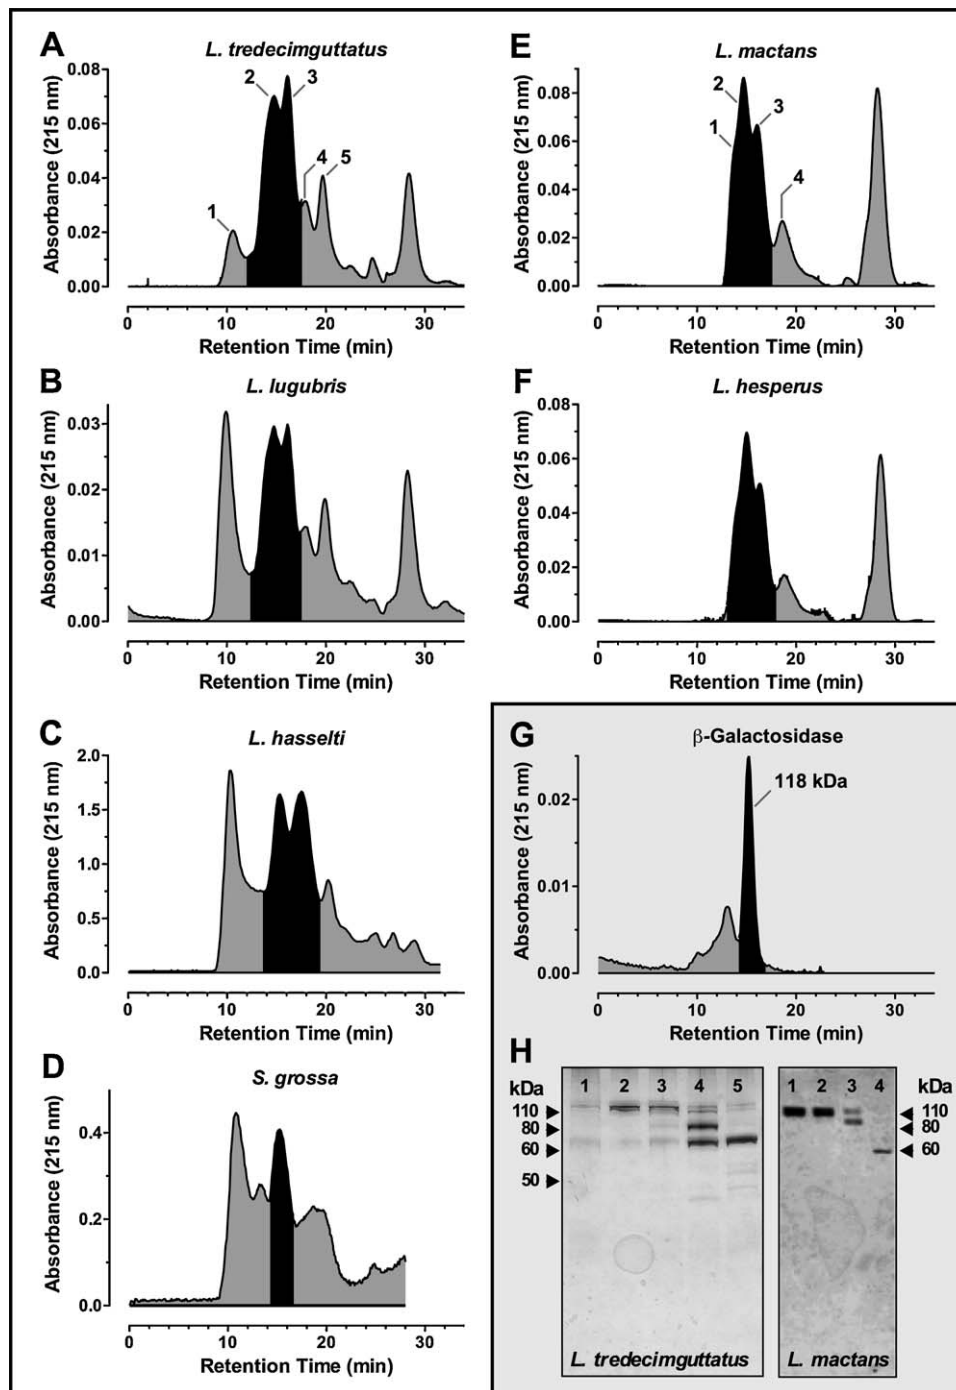 A
L. tredecimguttatus
Absorbance (215 nm)
0.08
0.06
0.04
0.02
0.00
1
2
3
4
5
0 10 20 30
Retention Time (min)
B
L. lugubris
Absorbance (215 nm)
0.03
0.02
0.01
0.00
0 10 20 30
Retention Time (min)
C
L. hasselti
Absorbance (215 nm)
2.0
1.5
1.0
0.5
0.0
0 10 20 30
Retention Time (min)
D
S. grossa
Absorbance (215 nm)
0.4
0.2
0.0
0 10 20 30
Retention Time (min)
E
L. mactans
Absorbance (215 nm)
0.08
0.06
0.04
0.02
0.00
1
2
3
4
0 10 20 30
Retention Time (min)
F
L. hesperus
Absorbance (215 nm)
0.08
0.06
0.04
0.02
0.00
0 10 20 30
Retention Time (min)
G
β-Galactosidase
118 kDa
Absorbance (215 nm)
0.02
0.01
0.00
0 10 20 30
Retention Time (min)
H
kDa
110
80
60
50
1 2 3 4 5
L. tredecimguttatus
1 2 3 4
kDa
110
80
60
L. mactans